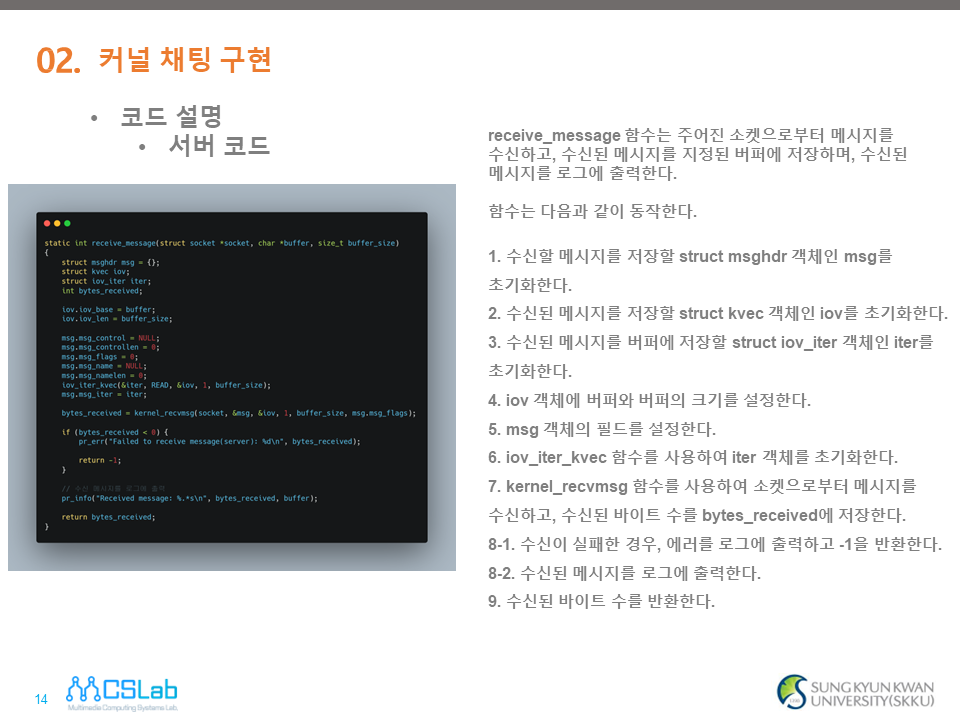 02. 커널 채팅 구현
• 코드 설명
• 서버 코드
static int receive_message(struct socket *socket, char *buffer, size_t buffer_size)
{
struct msghdr msg = {};
struct kvec iov;
struct iov_iter iter;
int bytes_received;
iov.iov_base = buffer;
iov.iov_len = buffer_size;
msg.msg_control = NULL;
msg.msg_controllen = 0;
msg.msg_flags = 0;
msg.msg_name = NULL;
msg.msg_namelen = 0;
iov_iter_kvec(&iter, READ, &iov, 1, buffer_size);
msg.msg_iter = iter;
bytes_received = kernel_recvmsg(socket, &msg, &iov, 1, buffer_size, msg.msg_flags);
if (bytes_received < 0) {
pr_err("Failed to receive message(server): %d\n", bytes_received);
return -1;
}
// 수신 메시지를 로그에 출력
pr_info("Received message: %.*s\n", bytes_received, buffer);
return bytes_received;
}
receive_message 함수는 주어진 소켓으로부터 메시지를
수신하고, 수신된 메시지를 지정된 버퍼에 저장하며, 수신된
메시지를 로그에 출력한다.
함수는 다음과 같이 동작한다.
1. 수신할 메시지를 저장할 struct msghdr 객체인 msg를
초기화한다.
2. 수신된 메시지를 저장할 struct kvec 객체인 iov를 초기화한다.
3. 수신된 메시지를 버퍼에 저장할 struct iov_iter 객체인 iter를
초기화한다.
4. iov 객체에 버퍼와 버퍼의 크기를 설정한다.
5. msg 객체의 필드를 설정한다.
6. iov_iter_kvec 함수를 사용하여 iter 객체를 초기화한다.
7. kernel_recvmsg 함수를 사용하여 소켓으로부터 메시지를
수신하고, 수신된 바이트 수를 bytes_received에 저장한다.
8-1. 수신이 실패한 경우, 에러를 로그에 출력하고 -1을 반환한다.
8-2. 수신된 메시지를 로그에 출력한다.
9. 수신된 바이트 수를 반환한다.
14
MCSLab
Multimedia Computing Systems Lab.
SUNG KYUN KWAN
UNIVERSITY(SKKU)